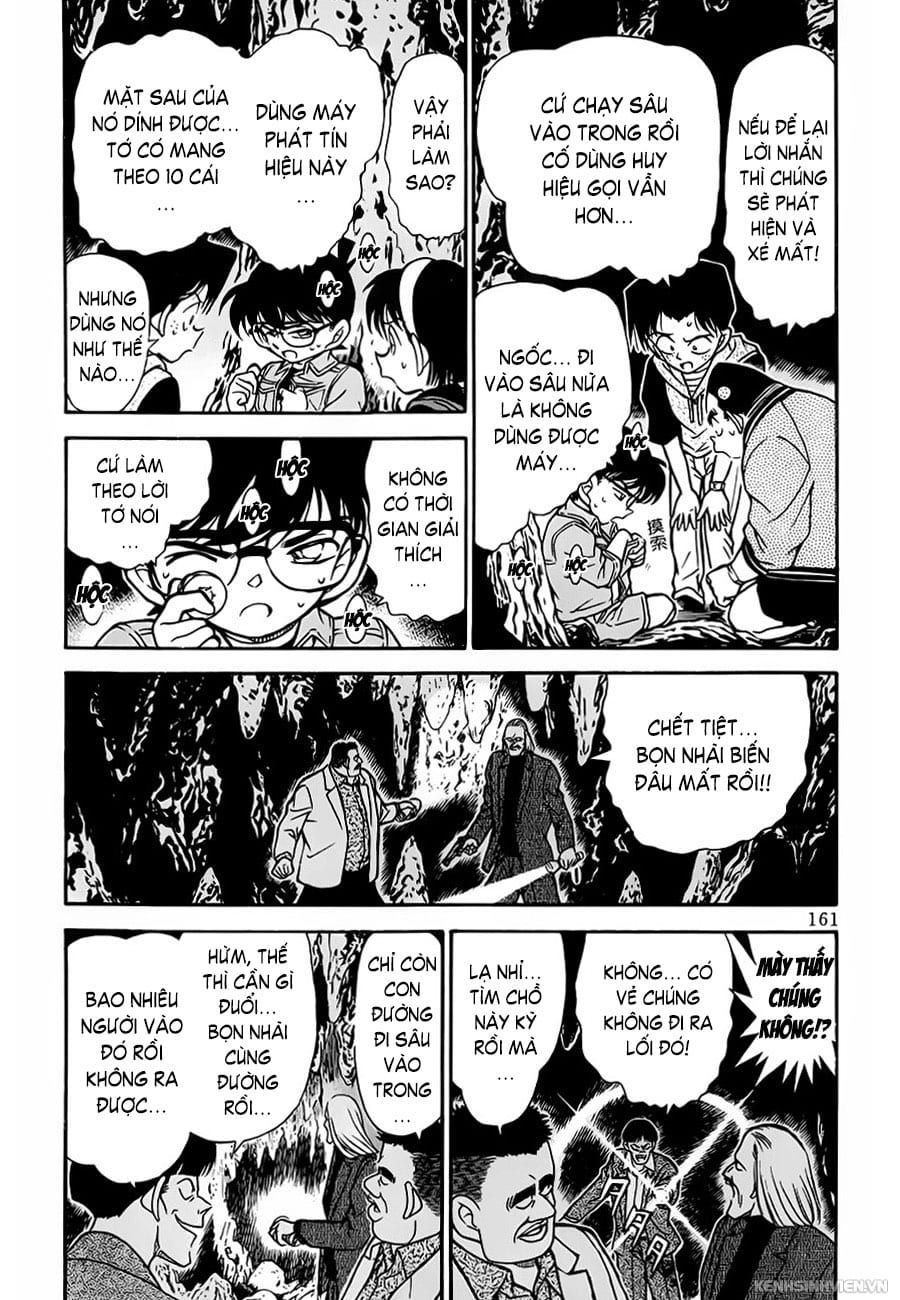 NẾU ĐỂ LẠI
LỜI NHẮN
THÌ CHÚNG
SẼ PHÁT
HIỆN VÀ
XÉ MẤT!
CỨ CHẠY SÂU
VÀO TRONG RỒI
CỐ DÙNG HUY
HIỆU GỌI VẪN
HƠN...
NGỐC... ĐI
VÀO SÂU NỮA
LÀ KHÔNG
DÙNG ĐƯỢC
MÁY...
HỘC
HỘC
HỘC
摸索
VẬY
PHẢI
LÀM
SAO?
DÙNG MÁY
PHÁT TÍN
HIỆU NÀY
...
MẶT SAU CỦA
NÓ DÍNH ĐƯỢC...
TỚ CÓ MANG
THEO 10 CÁI
...
HỘC
HỘC
NHƯNG
DÙNG NÓ
NHƯ THẾ
NÀO...
KHÔNG
CÓ THỜI
GIAN GIẢI
THÍCH
...
CỨ LÀM
THEO LỜI
TỚ NÓI
...
HỘC
HỘC
HỘC
HỘC
CHẾT TIỆT...
BỌN NHẢI BIẾN
ĐÂU MẤT RỒI!!
161
MÀY THẤY
CHÚNG
KHÔNG!?
KHÔNG... CÓ
VẺ CHÚNG
KHÔNG ĐI RA
LỐI ĐÓ!
LẠ NHỈ...
TÌM CHỖ
NÀY KỸ
RỒI MÀ
...
タタタ
CHỈ CÒN
CON
ĐƯỜNG
ĐI SÂU
VÀO TRONG
...
HỪM, THẾ
THÌ CẦN GÌ
ĐUỔI...
BỌN NHẢI
CÙNG ĐƯỜNG
RỒI...
BAO NHIÊU
NGƯỜI VÀO
ĐÓ RỒI
KHÔNG RA
ĐƯỢC...
KENHSINHVIEN.VN